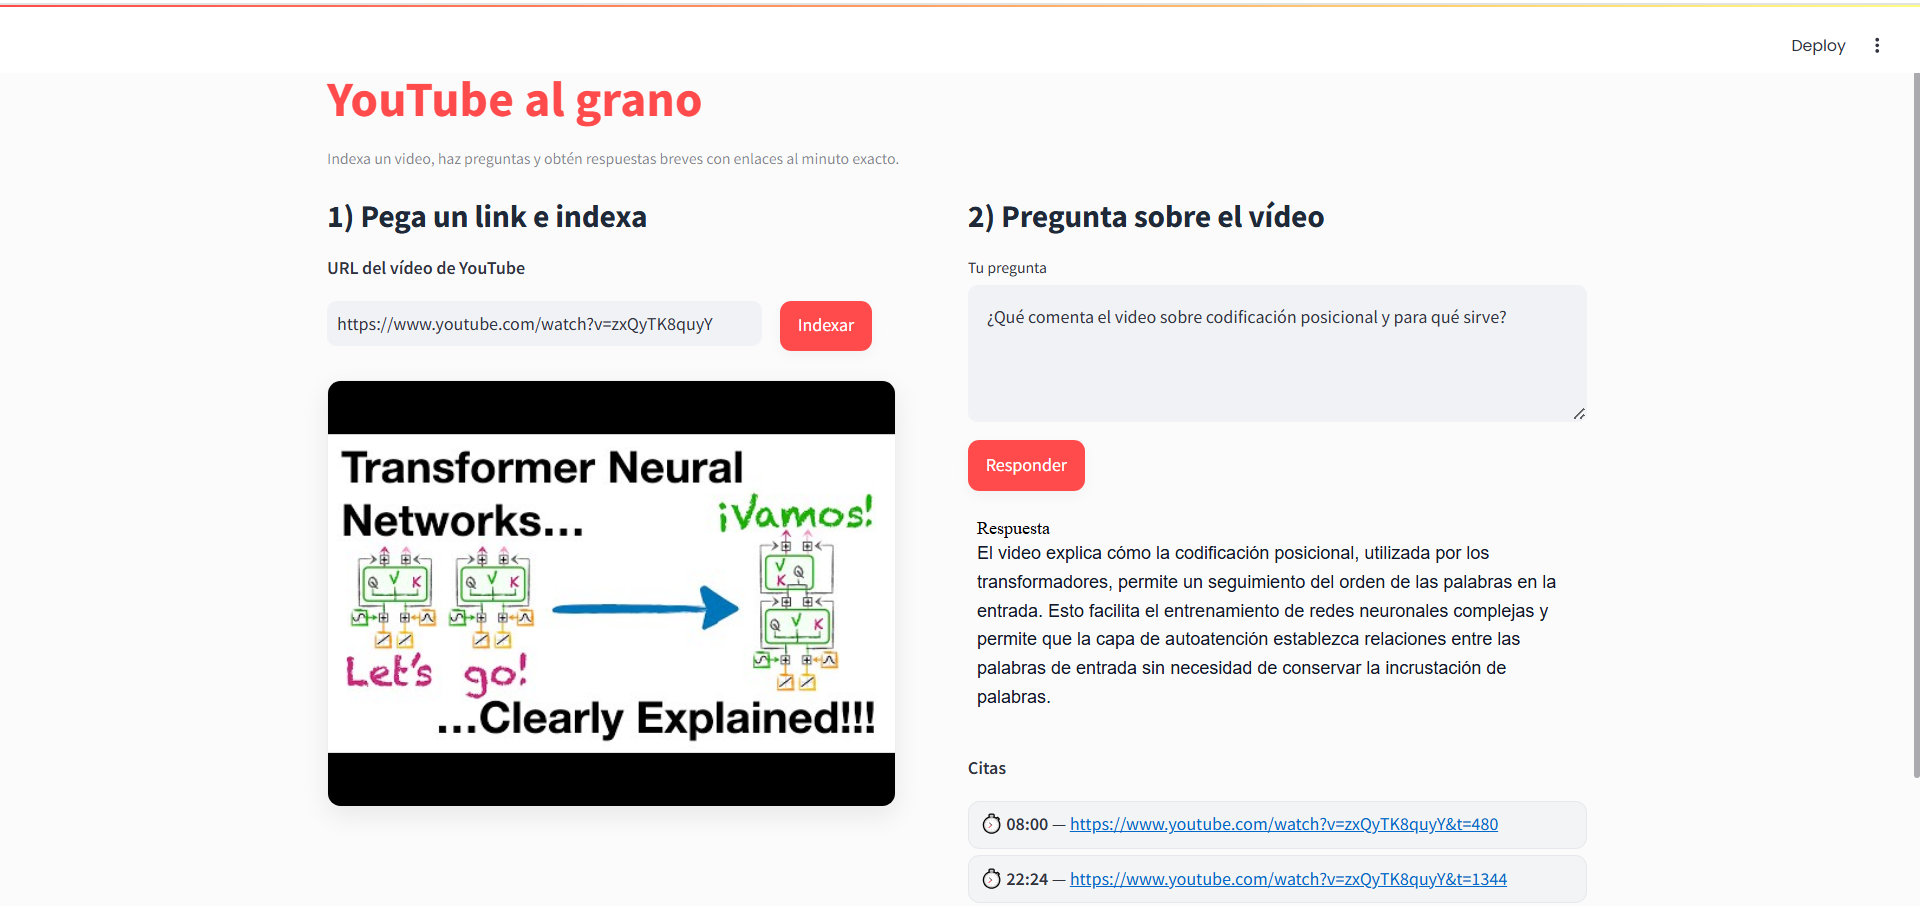 Deploy
YouTube al grano
Indexa un video, haz preguntas y obtén respuestas breves con enlaces al minuto exacto.
1) Pega un link e indexa
URL del vídeo de YouTube
https://www.youtube.com/watch?v=zxQyTK8quyY
Indexar
Transformer Neural
Networks...
¡Vamos!
Q V K
Q V K
V
K Q
Q V K
Let's go!
...Clearly Explained!!!
2) Pregunta sobre el vídeo
Tu pregunta
¿Qué comenta el video sobre codificación posicional y para qué sirve?
Responder
Respuesta
El video explica cómo la codificación posicional, utilizada por los
transformadores, permite un seguimiento del orden de las palabras en la
entrada. Esto facilita el entrenamiento de redes neuronales complejas y
permite que la capa de autoatención establezca relaciones entre las
palabras de entrada sin necesidad de conservar la incrustación de
palabras.
Citas
08:00 — https://www.youtube.com/watch?v=zxQyTK8quyY&t=480
22:24 — https://www.youtube.com/watch?v=zxQyTK8quyY&t=1344